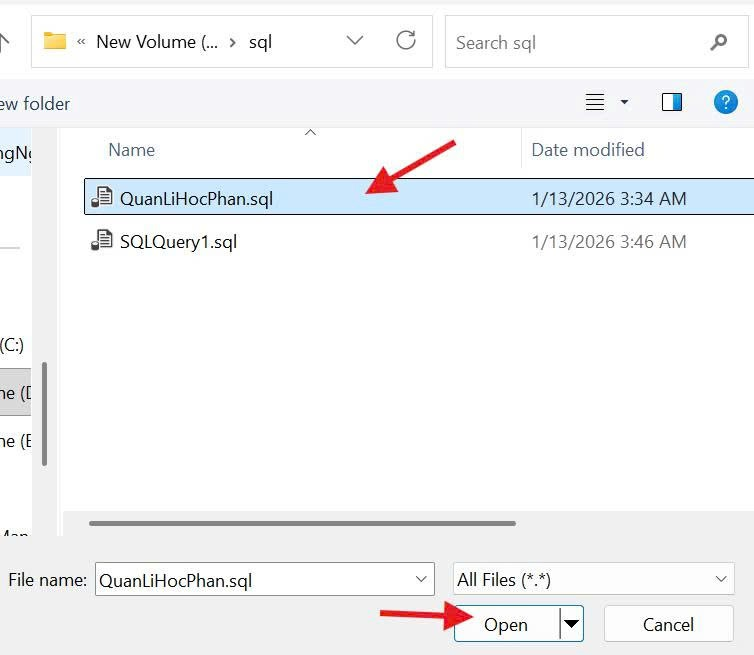 « New Volume (... > sql
Search sql
ew folder
?
ngNg
Name
Date modified
QuanLiHocPhan.sql
1/13/2026 3:34 AM
SQLQuery1.sql
1/13/2026 3:46 AM
(C:)
ne (D
ne (E
File name:
QuanLiHocPhan.sql
All Files (*.*)
Open
Cancel